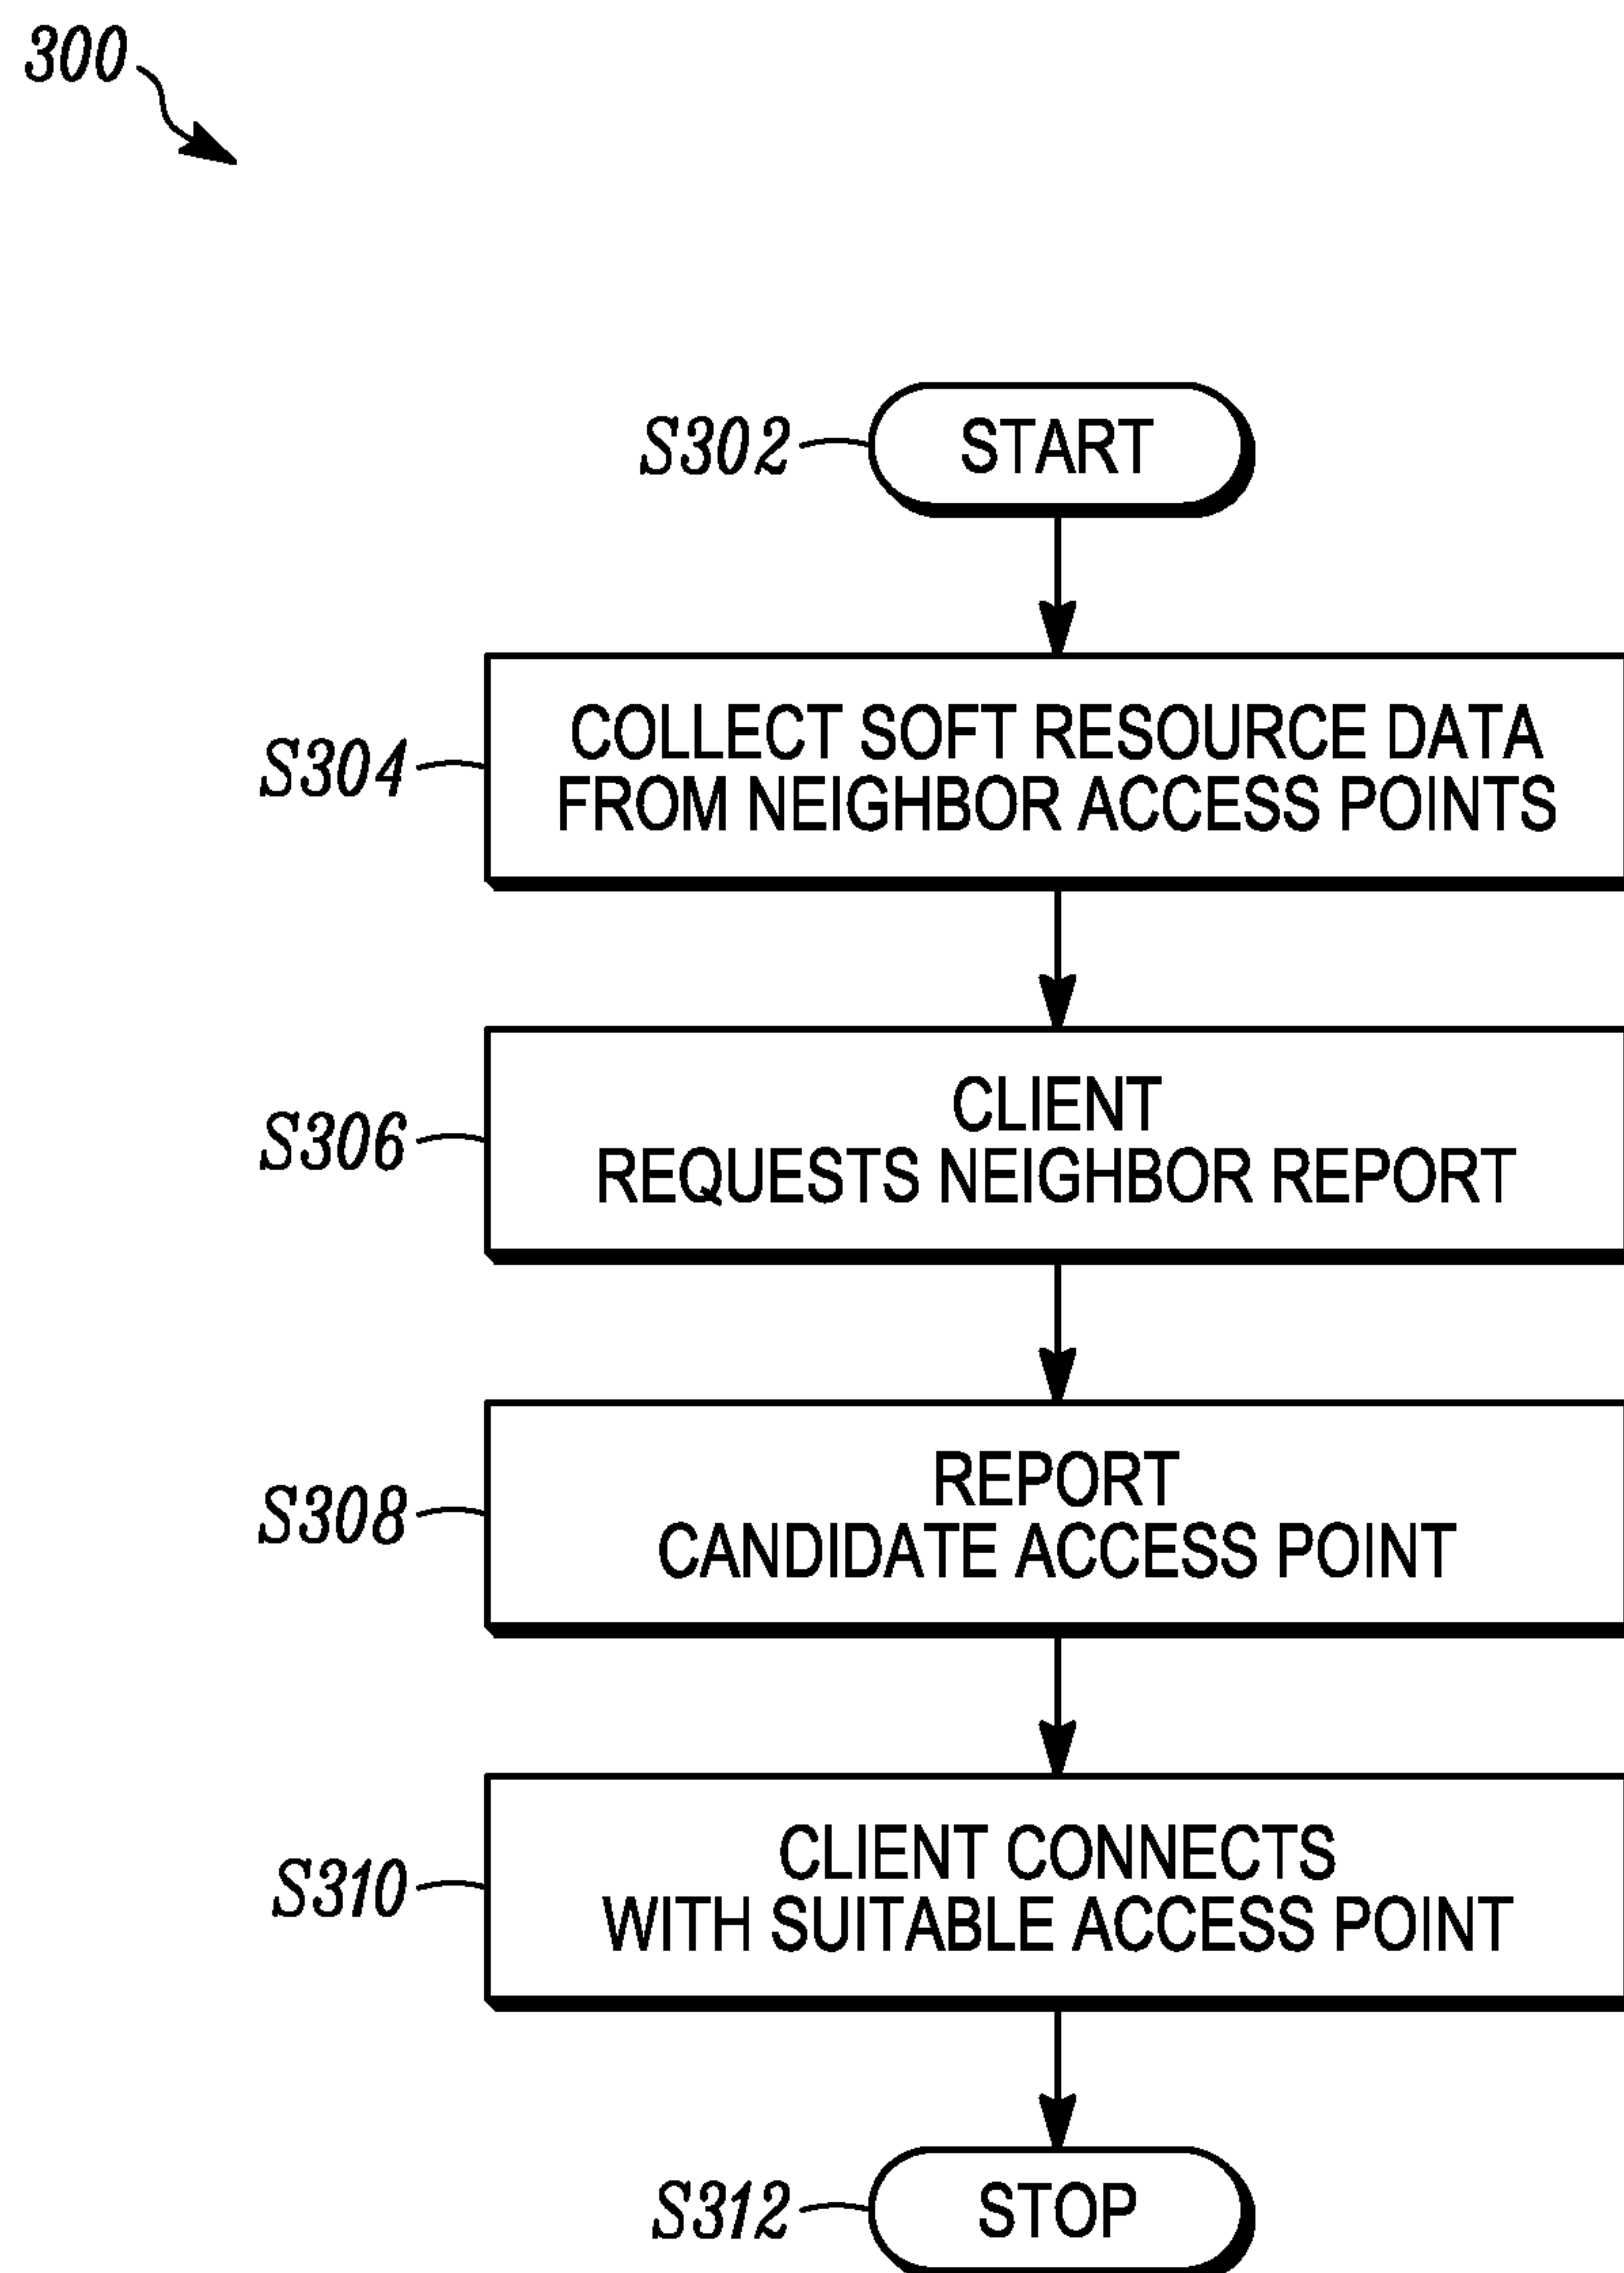 300
S302
START
S304
COLLECT SOFT RESOURCE DATA
FROM NEIGHBOR ACCESS POINTS
S306
CLIENT
REQUESTS NEIGHBOR REPORT
S308
REPORT
CANDIDATE ACCESS POINT
S310
CLIENT CONNECTS
WITH SUITABLE ACCESS POINT
S312
STOP